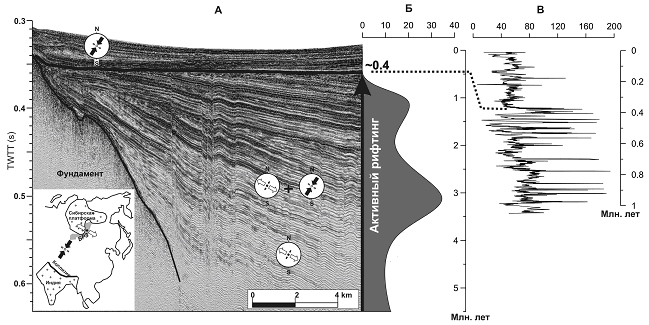 А
Б
В
0.3
0.4
0.5
0.6
TWTT (s)
N
S
Фундамент
Сибирская
платформа
Индия
N
S
0 2 4 km
0 10 20 30 40
~0.4
Активный рифтинг
0 40 80 120 160 200
0
1
2
3
4
5
Млн. лет
0
0.2
0.4
0.6
0.8
1
Млн. лет